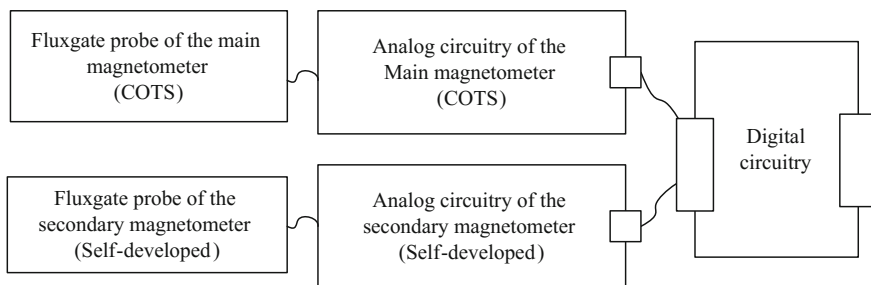 Fluxgate probe of the main
magnetometer
(COTS)
Analog circuitry of the
Main magnetometer
(COTS)
Fluxgate probe of the
secondary magnetometer
(Self-developed)
Analog circuitry of the
secondary magnetometer
(Self-developed)
Digital
circuitry